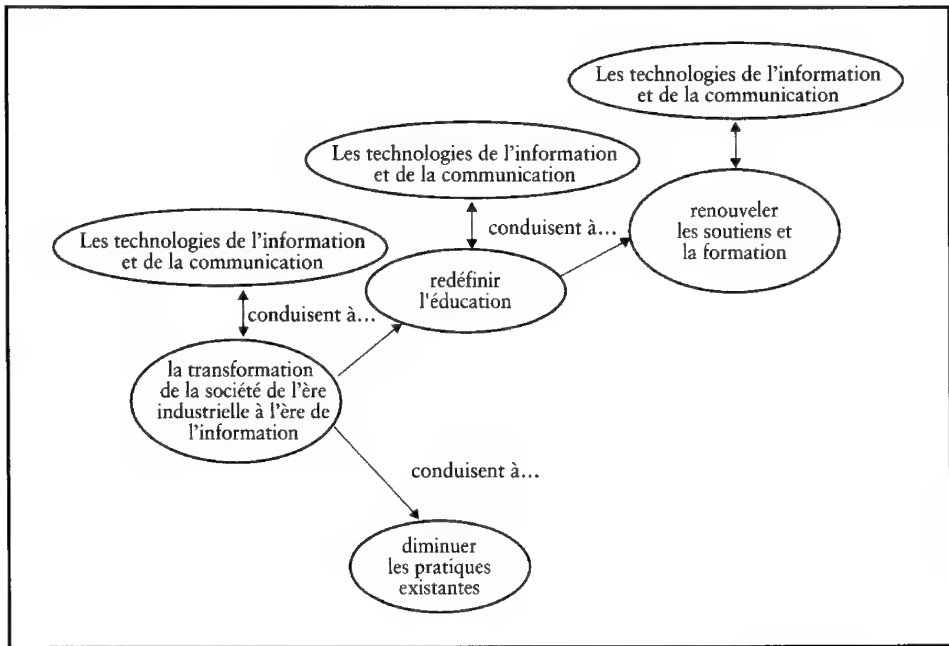 Les technologies de l'information
et de la communication
Les technologies de l'information
et de la communication
conduisent à...
renouveler
les soutiens et
la formation
Les technologies de l'information
et de la communication
redéfinir
l'éducation
conduisent à...
la transformation
de la société de l'ère
industrielle à l'ère de
l'information
conduisent à...
diminuer
les pratiques
existantes